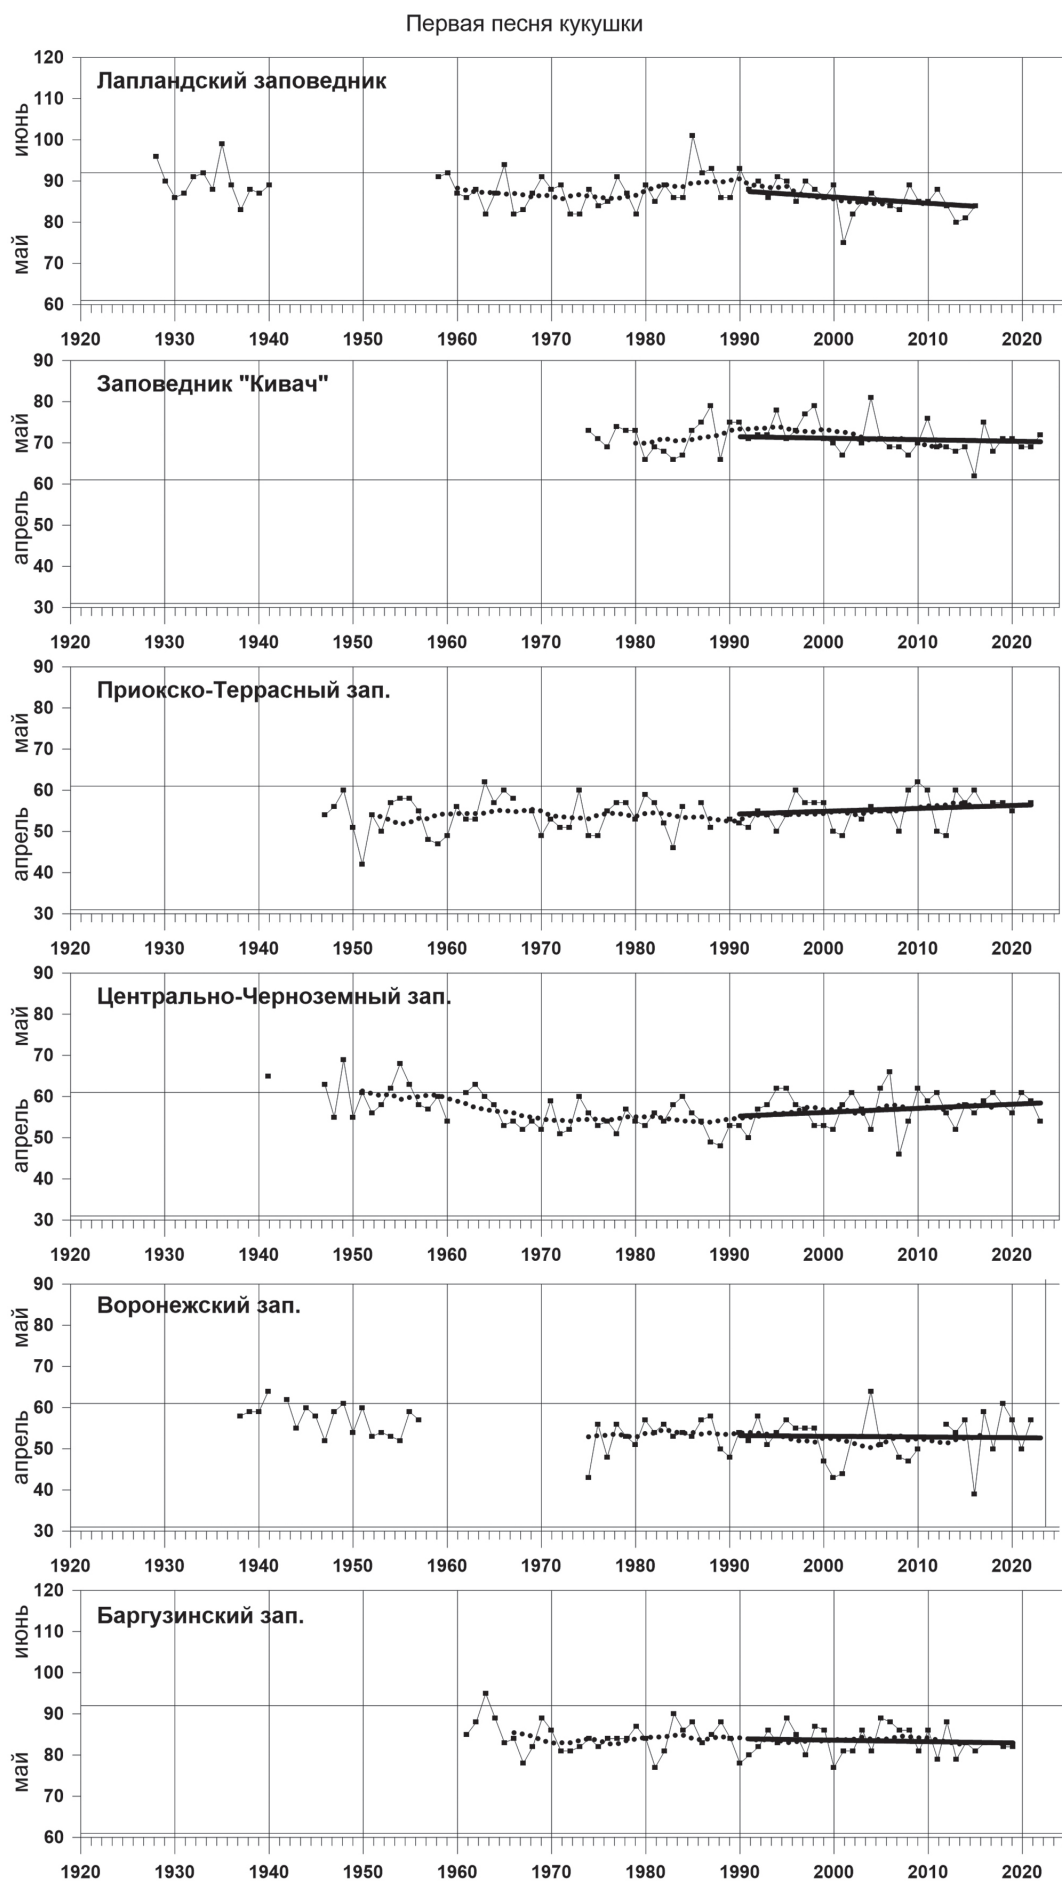 Первая песня кукушки
Лапландский заповедник
июнь
май
120
110
100
90
80
70
60
1920 1930 1940 1950 1960 1970 1980 1990 2000 2010 2020
Заповедник "Кивач"
май
апрель
90
80
70
60
50
40
30
1920 1930 1940 1950 1960 1970 1980 1990 2000 2010 2020
Приокско-Террасный зап.
май
апрель
90
80
70
60
50
40
30
1920 1930 1940 1950 1960 1970 1980 1990 2000 2010 2020
Центрально-Черноземный зап.
май
апрель
90
80
70
60
50
40
30
1920 1930 1940 1950 1960 1970 1980 1990 2000 2010 2020
Воронежский зап.
май
апрель
90
80
70
60
50
40
30
1920 1930 1940 1950 1960 1970 1980 1990 2000 2010 2020
Баргузинский зап.
июнь
май
120
110
100
90
80
70
60
1920 1930 1940 1950 1960 1970 1980 1990 2000 2010 2020